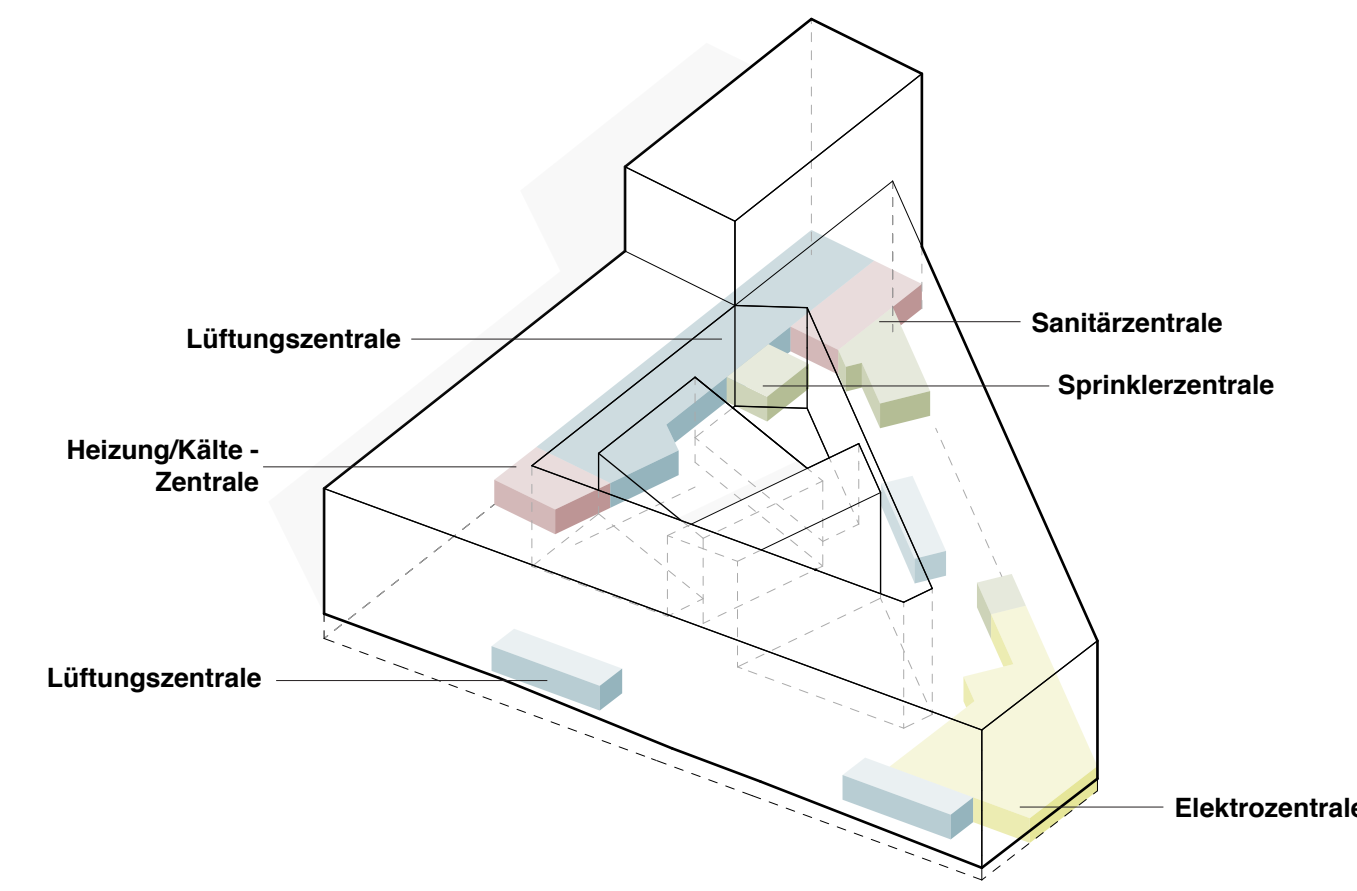 Sanitärzentrale
Lüftungszentrale
Sprinklerzentrale
Heizung/Kälte -
Zentrale
Lüftungszentrale
Elektrozentrale